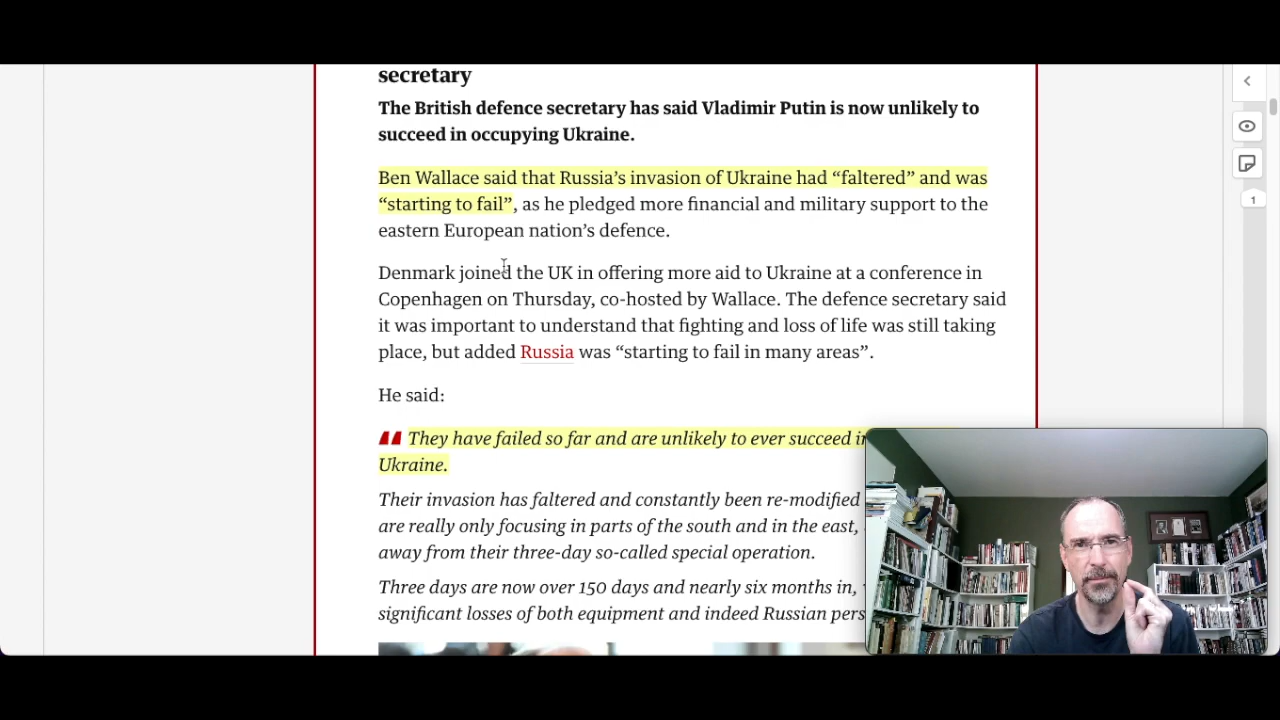 secretary
The British defence secretary has said Vladimir Putin is now unlikely to
succeed in occupying Ukraine.
Ben Wallace said that Russia’s invasion of Ukraine had “faltered” and was
“starting to fail”, as he pledged more financial and military support to the
eastern European nation’s defence.
Denmark joined the UK in offering more aid to Ukraine at a conference in
Copenhagen on Thursday, co-hosted by Wallace. The defence secretary said
it was important to understand that fighting and loss of life was still taking
place, but added Russia was “starting to fail in many areas”.
He said:
They have failed so far and are unlikely to ever succeed in
Ukraine.
Their invasion has faltered and constantly been re-modified
are really only focusing in parts of the south and in the east,
away from their three-day so-called special operation.
Three days are now over 150 days and nearly six months in,
significant losses of both equipment and indeed Russian pers
1